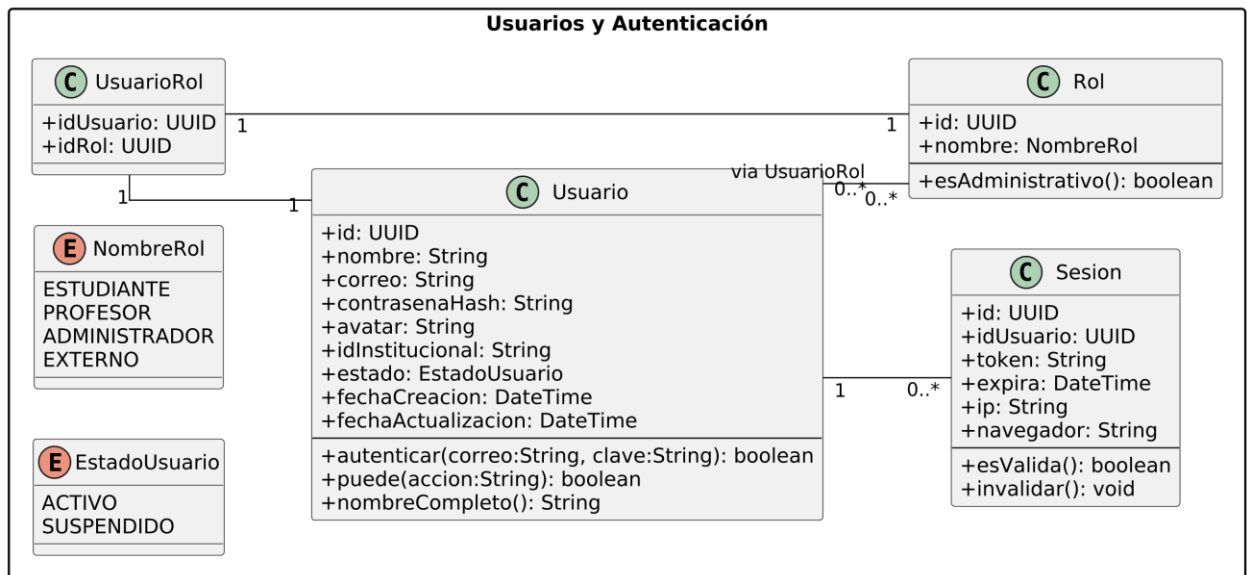 Usuarios y Autenticación
C UsuarioRol
+idUsuario: UUID
+idRol: UUID
1
1
C Rol
+id: UUID
+nombre: NombreRol
+esAdministrativo(): boolean
1
1
via UsuarioRol
0..*
0..*
C Usuario
+id: UUID
+nombre: String
+correo: String
+contrasenaHash: String
+avatar: String
+idInstitucional: String
+estado: EstadoUsuario
+fechaCreacion: DateTime
+fechaActualizacion: DateTime
+autenticar(correo:String, clave:String): boolean
+puede(accion:String): boolean
+nombreCompleto(): String
E NombreRol
ESTUDIANTE
PROFESOR
ADMINISTRADOR
EXTERNO
C Sesion
+id: UUID
+idUsuario: UUID
+token: String
+expira: DateTime
+ip: String
+navegador: String
+esValida(): boolean
+invalidar(): void
1
0..*
E EstadoUsuario
ACTIVO
SUSPENDIDO